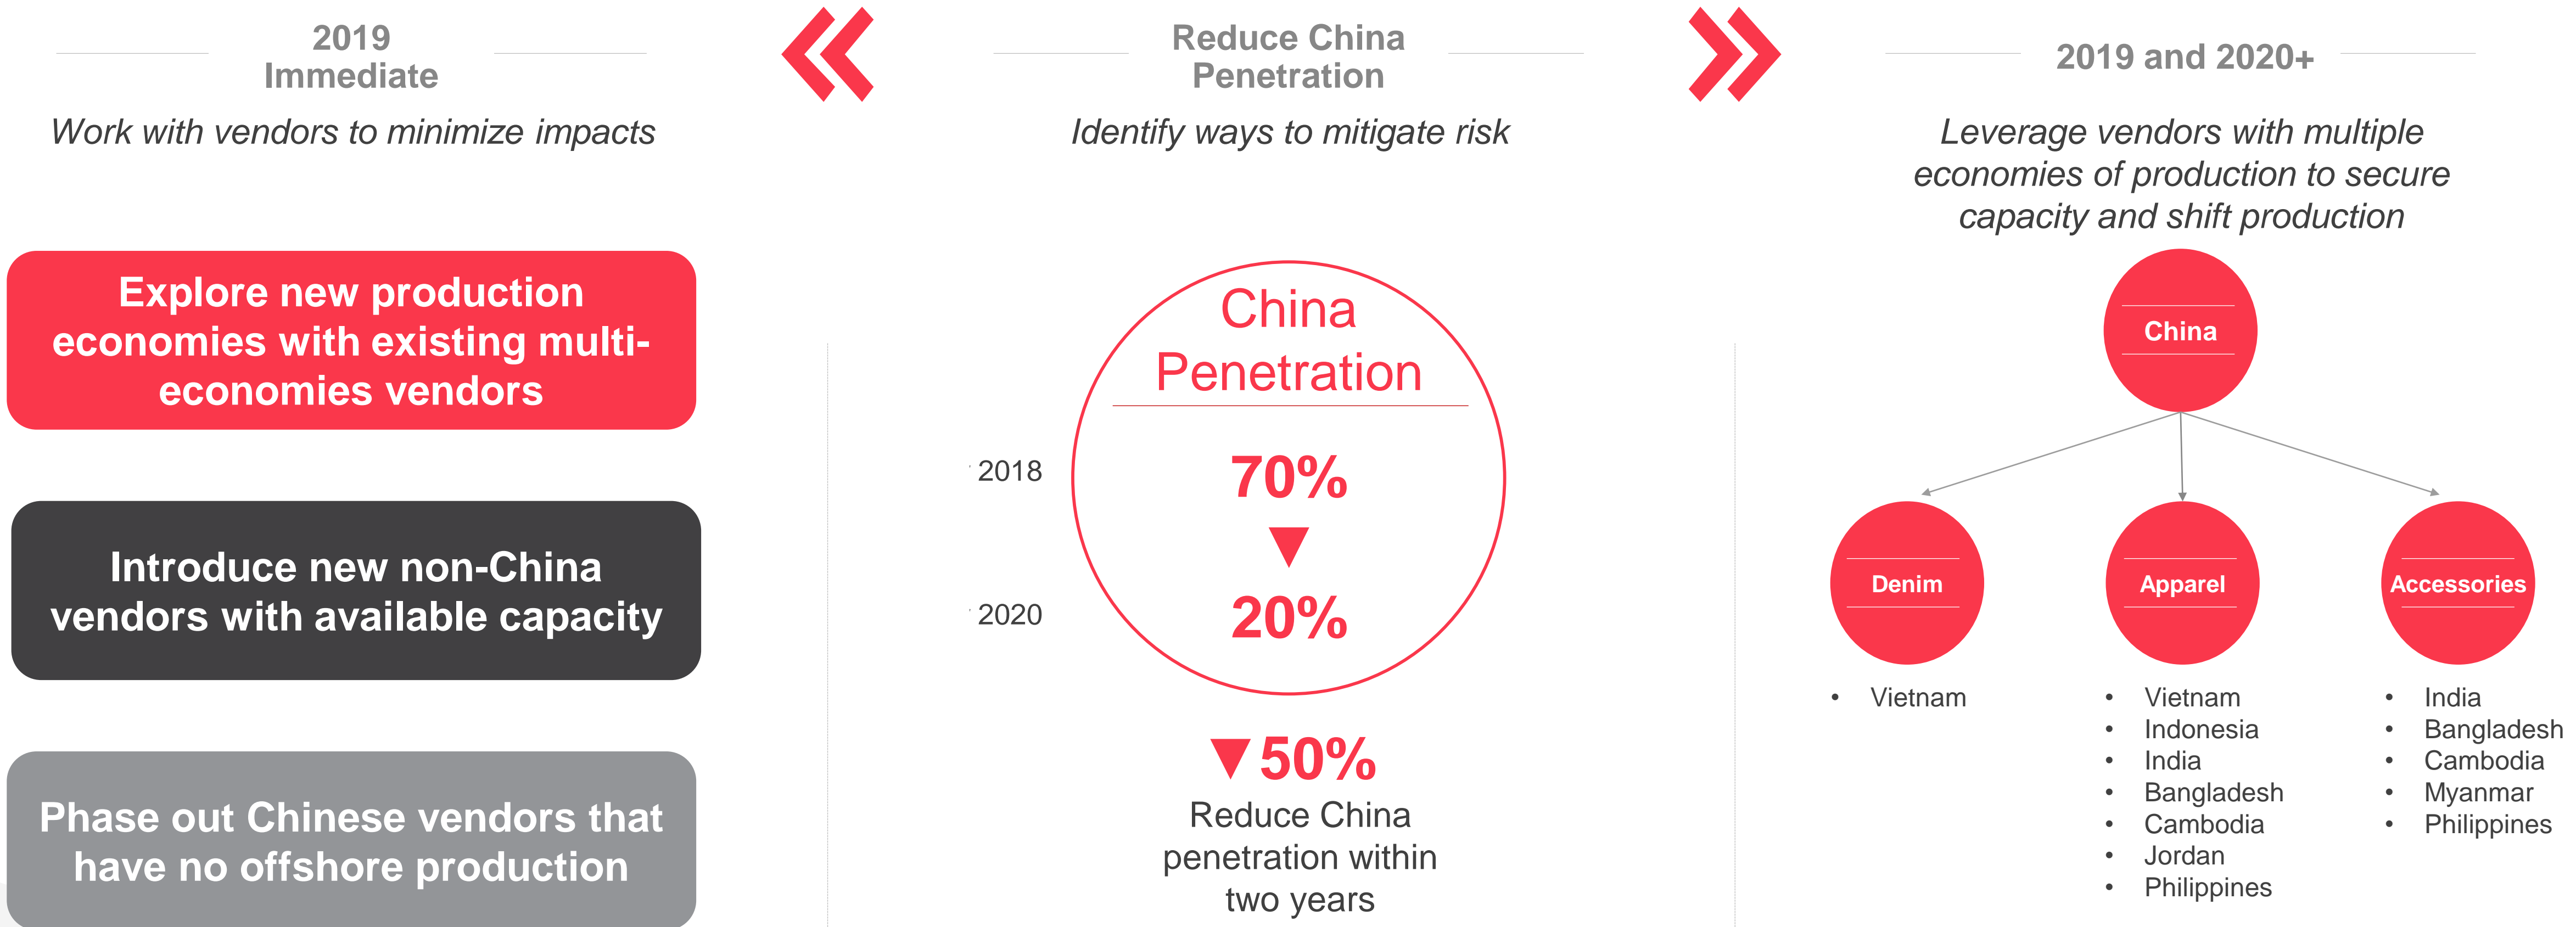 2019
Immediate
Work with vendors to minimize impacts
Explore new production
economies with existing multi-
economies vendors
Introduce new non-China
vendors with available capacity
Phase out Chinese vendors that
have no offshore production
Reduce China
Penetration
Identify ways to mitigate risk
China
Penetration
2018
70%
2020
20%
▼50%
Reduce China
penetration within
two years
2019 and 2020+
Leverage vendors with multiple
economies of production to secure
capacity and shift production
China
Denim
• Vietnam
Apparel
• Vietnam
• Indonesia
• India
• Bangladesh
• Cambodia
• Jordan
• Philippines
Accessories
• India
• Bangladesh
• Cambodia
• Myanmar
• Philippines